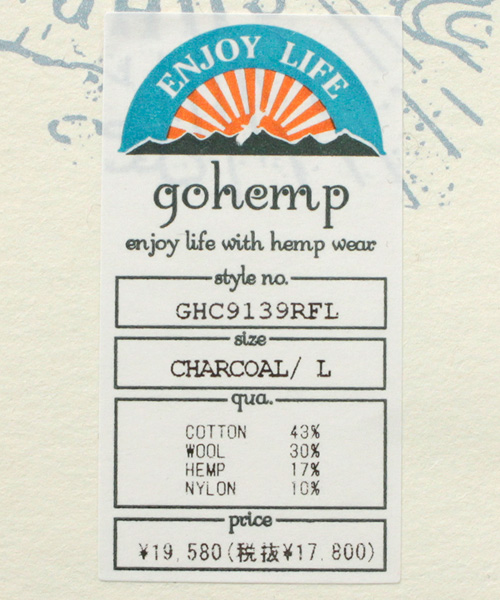 ENJOY LIFE
gohemp
enjoy life with hemp wear
style no.
GHC9139RFL
size
CHARCOAL/ L
qua.
COTTON 43%
WOOL 30%
HEMP 17%
NYLON 10%
price
¥19,580(税抜¥17,800)